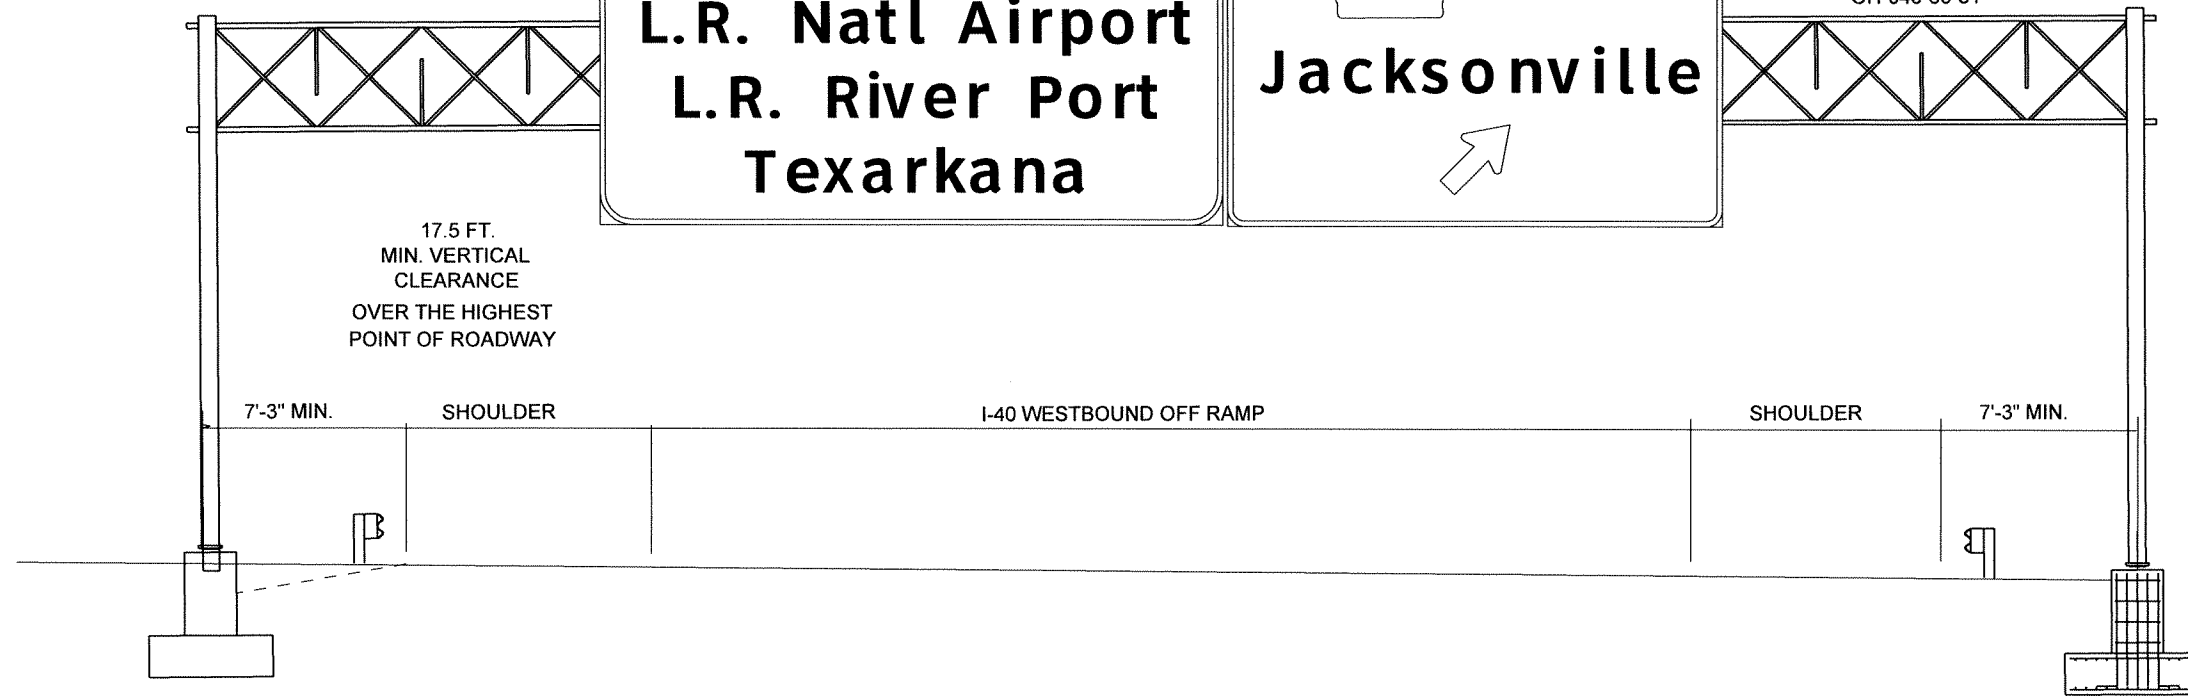 L.R. Natl Airport
L.R. River Port
Texarkana
Jacksonville
17.5 FT.
MIN. VERTICAL
CLEARANCE
OVER THE HIGHEST
POINT OF ROADWAY
7'-3" MIN.
SHOULDER
I-40 WESTBOUND OFF RAMP
SHOULDER
7'-3" MIN.